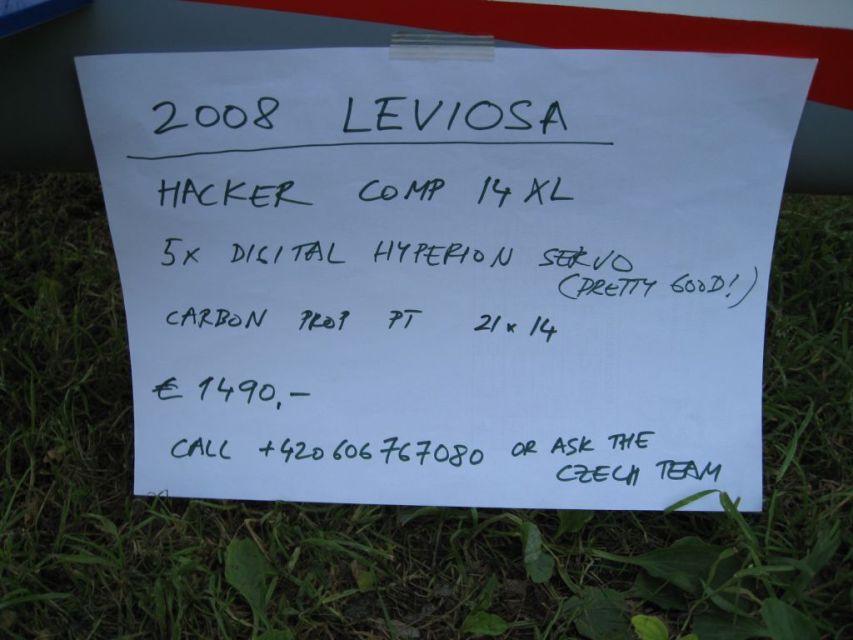 2008 LEVIOSA
HACKER COMP 14 XL
5x DIGITAL HYPERION SERVO
(PRETTY GOOD!)
CARBON PROP PT 21 x 14
€ 1490,-
CALL +420 606 767080 OR ASK THE
CZECH TEAM